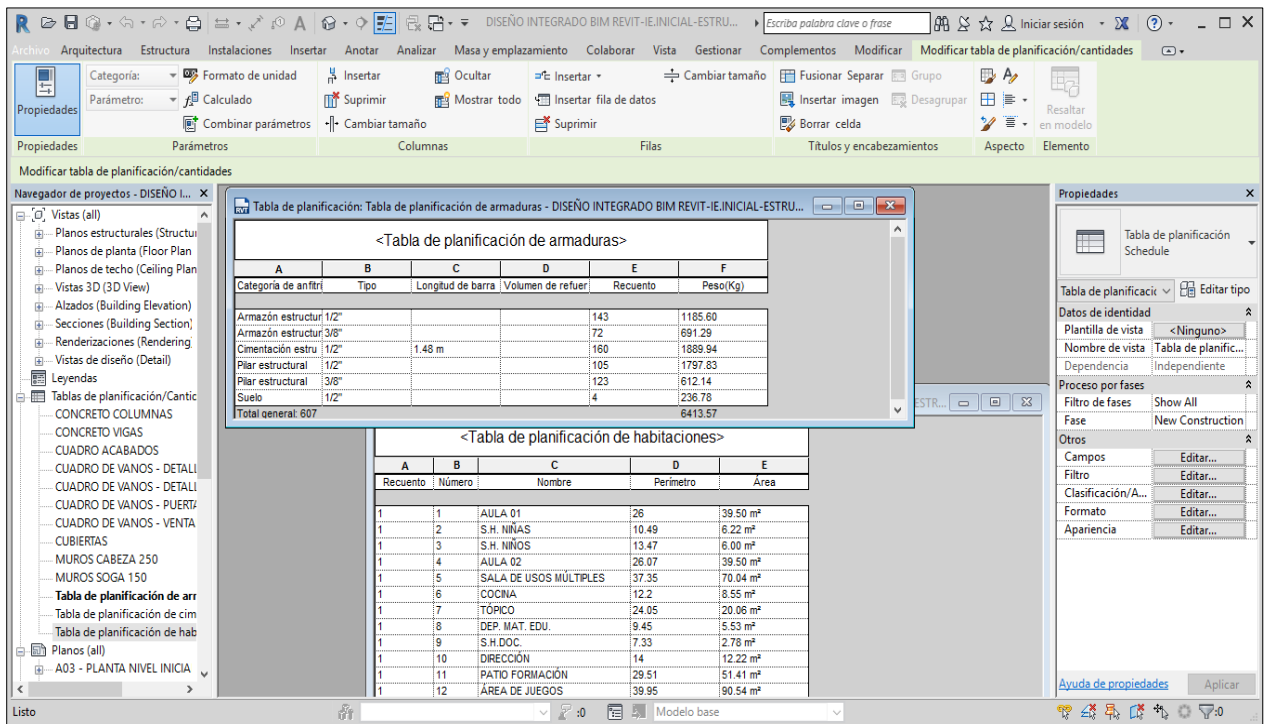 DISEÑO INTEGRADO BIM REVIT-IE.INICIAL-ESTRU...
Escriba palabra clave o frase
Iniciar sesión
Archivo Arquitectura Estructura Instalaciones Insertar Anotar Analizar Masa y emplazamiento Colaborar Vista Gestionar Complementos Modificar Modificar tabla de planificación/cantidades
Categoría: Formato de unidad Insertar Ocultar Insertar Cambiar tamaño Fusionar Separar Grupo
Parámetro: Calculado Suprimir Mostrar todo Insertar fila de datos Insertar imagen Desagrupar
Propiedades Combinar parámetros Cambiar tamaño Suprimir Borrar celda
Resaltar
en modelo
Propiedades Parámetros Columnas Filas Títulos y encabezamientos Aspecto Elemento
Modificar tabla de planificación/cantidades
Navegador de proyectos - DISEÑO I...
Vistas (all)
Planos estructurales (Structur
Planos de planta (Floor Plan
Planos de techo (Ceiling Plan
Vistas 3D (3D View)
Alzados (Building Elevation)
Secciones (Building Section)
Renderizaciones (Rendering)
Vistas de diseño (Detail)
Leyendas
Tablas de planificación/Cantic
CONCRETO COLUMNAS
CONCRETO VIGAS
CUADRO ACABADOS
CUADRO DE VANOS - DETALL
CUADRO DE VANOS - DETALL
CUADRO DE VANOS - PUERTA
CUADRO DE VANOS - VENTA
CUBIERTAS
MUROS CABEZA 250
MUROS SOGA 150
Tabla de planificación de arr
Tabla de planificación de cim
Tabla de planificación de hab
Planos (all)
A03 - PLANTA NIVEL INICIA
Tabla de planificación: Tabla de planificación de armaduras - DISEÑO INTEGRADO BIM REVIT-IE.INICIAL-ESTRU...
<Tabla de planificación de armaduras>
A B C D E F
Categoría de anfitri Tipo Longitud de barra Volumen de refuer Recuento Peso(Kg)
Armazón estructur 1/2" 143 1185.60
Armazón estructur 3/8" 72 691.29
Cimentación estru 1/2" 1.48 m 160 1889.94
Pilar estructural 1/2" 105 1797.83
Pilar estructural 3/8" 123 612.14
Suelo 1/2" 4 236.78
Total general: 607 6413.57
ESTR...
<Tabla de planificación de habitaciones>
A B C D E
Recuento Número Nombre Perímetro Área
1 1 AULA 01 26 39.50 m²
1 2 S.H. NIÑAS 10.49 6.22 m²
1 3 S.H. NIÑOS 13.47 6.00 m²
1 4 AULA 02 26.07 39.50 m²
1 5 SALA DE USOS MÚLTIPLES 37.35 70.04 m²
1 6 COCINA 12.2 8.55 m²
1 7 TÓPICO 24.05 20.06 m²
1 8 DEP. MAT. EDU. 9.45 5.53 m²
1 9 S.H.DOC. 7.33 2.78 m²
1 10 DIRECCIÓN 14 12.22 m²
1 11 PATIO FORMACIÓN 29.51 51.41 m²
1 12 ÁREA DE JUEGOS 39.95 90.54 m²
Propiedades
Tabla de planificación
Schedule
Tabla de planificacic Editar tipo
Datos de identidad
Plantilla de vista <Ninguno>
Nombre de vista Tabla de planific...
Dependencia Independiente
Proceso por fases
Filtro de fases Show All
Fase New Construction
Otros
Campos Editar...
Filtro Editar...
Clasificación/A... Editar...
Formato Editar...
Apariencia Editar...
Ayuda de propiedades Aplicar
Listo :0 Modelo base :0